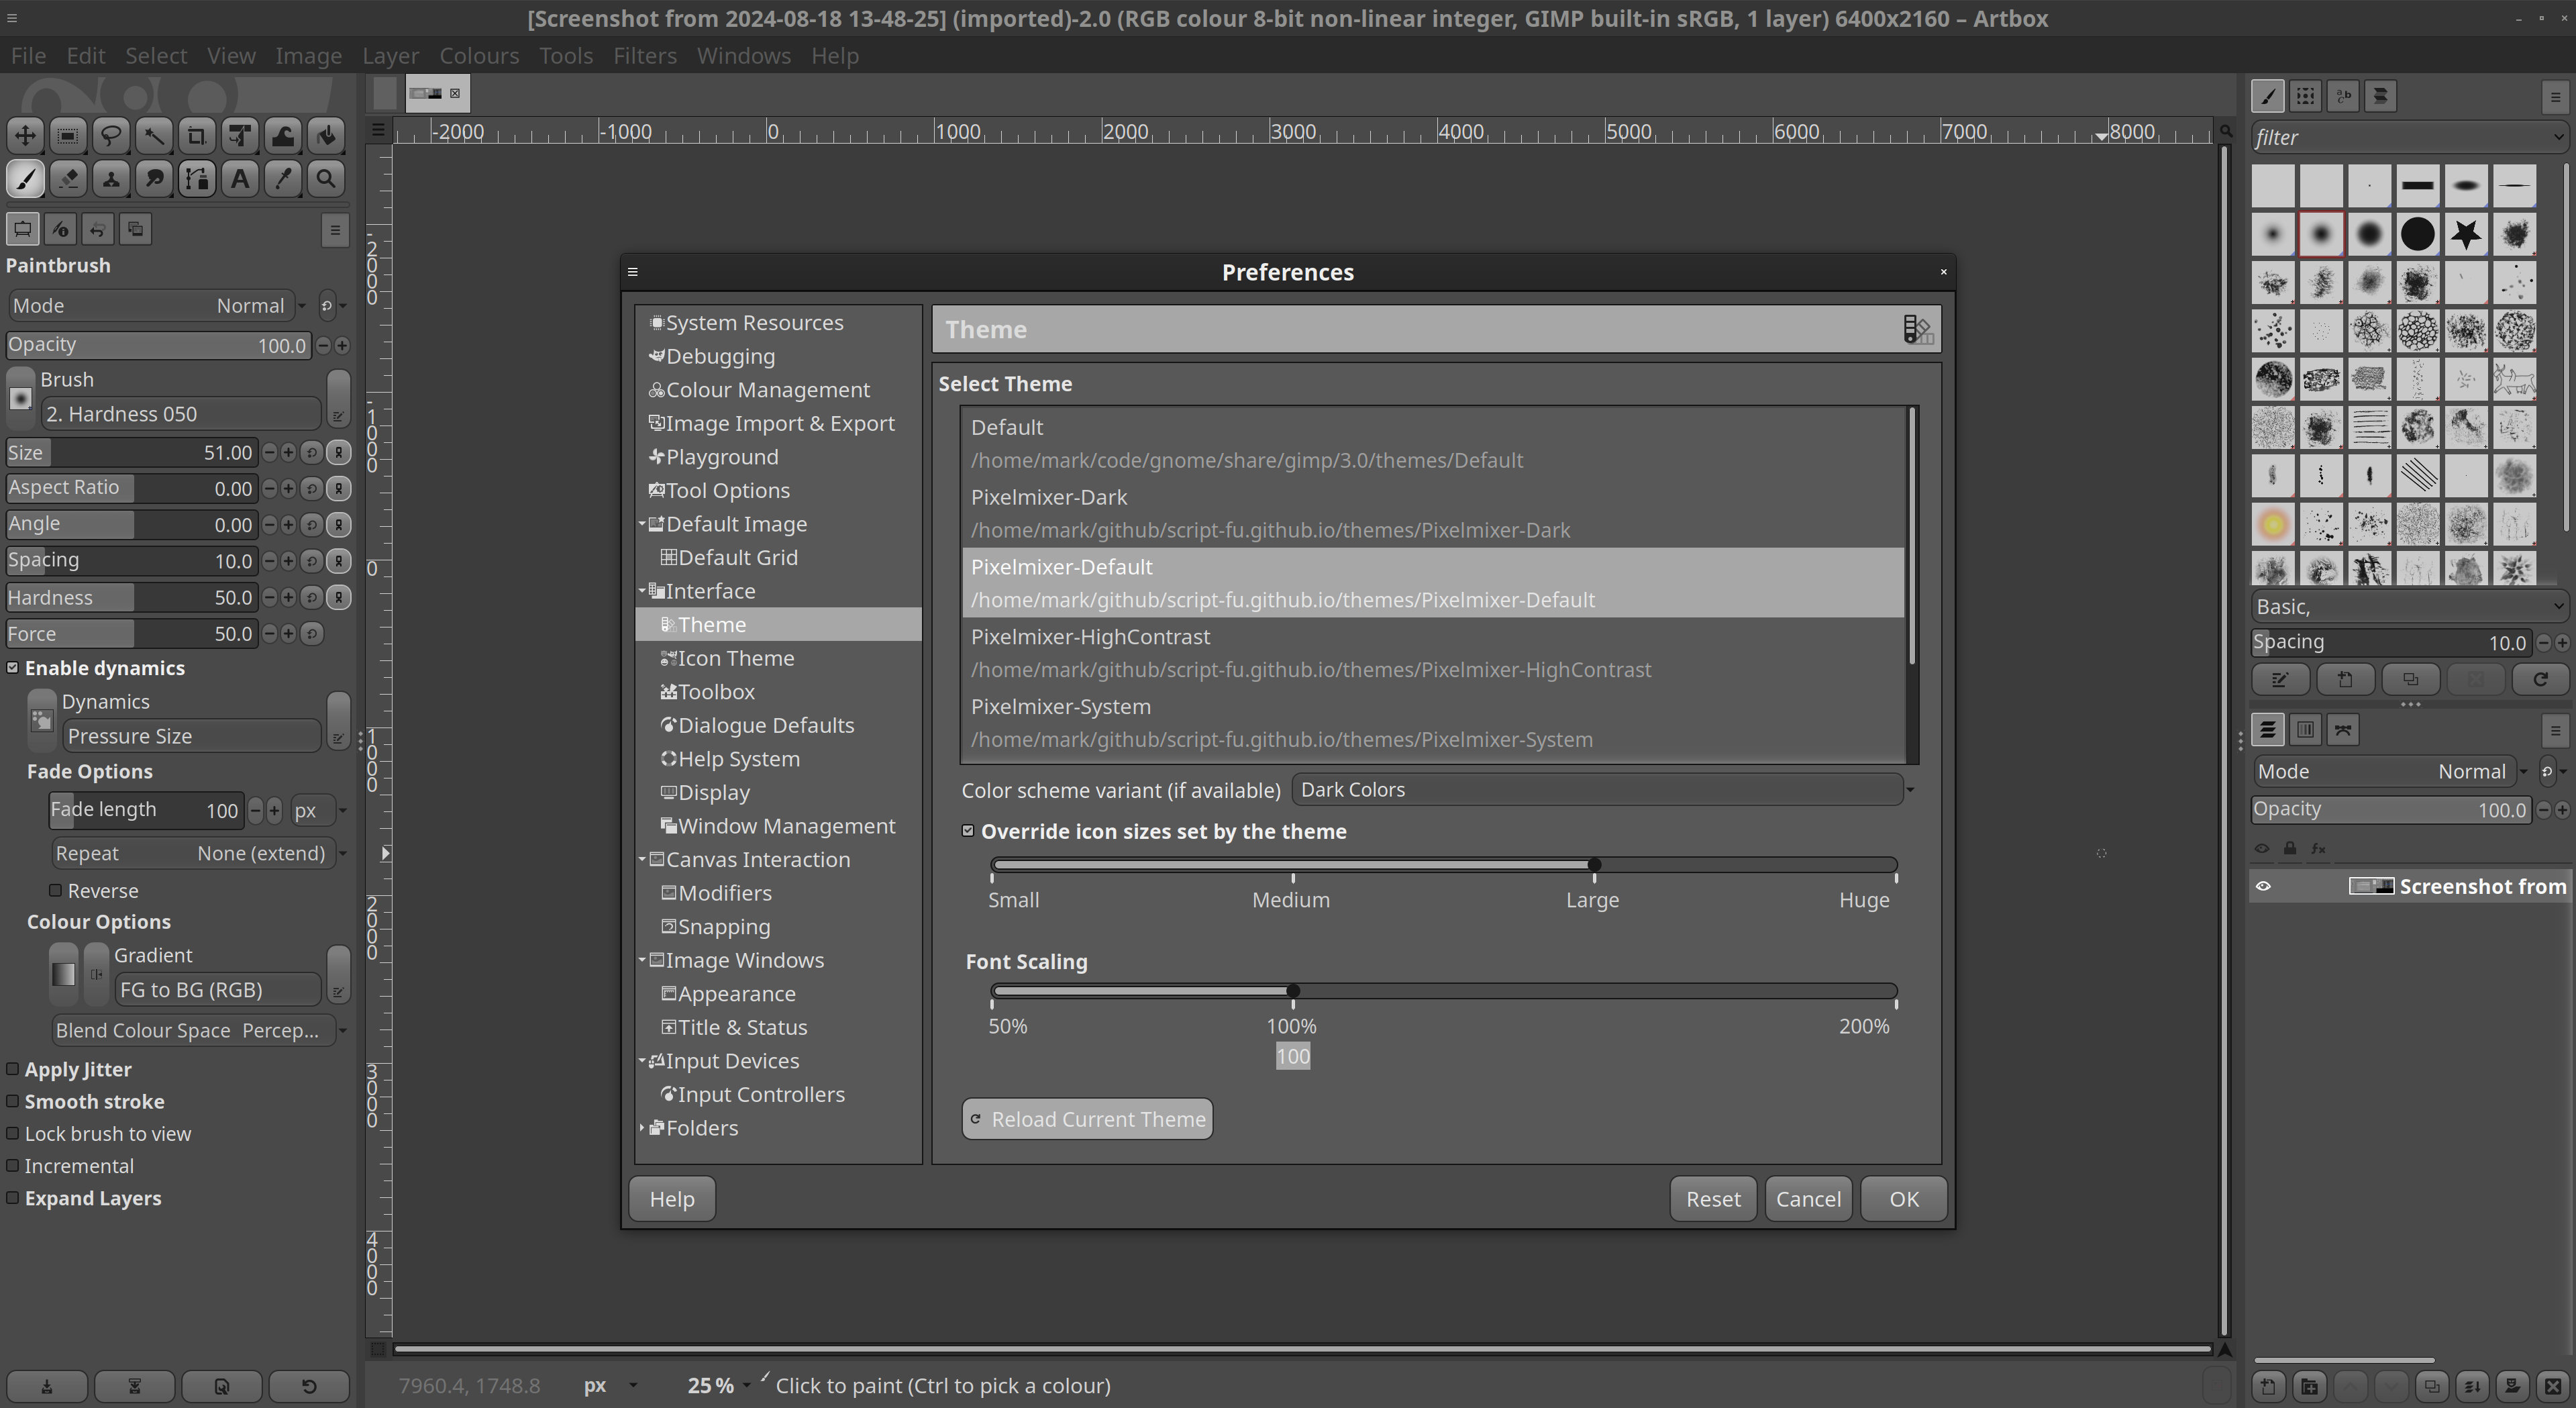 [Screenshot from 2024-08-18 13-48-25] (imported)-2.0 (RGB colour 8-bit non-linear integer, GIMP built-in sRGB, 1 layer) 6400x2160 – Artbox
File Edit Select View Image Layer Colours Tools Filters Windows Help
-2000 -1000 0 1000 2000 3000 4000 5000 6000 7000 8000
Paintbrush
Mode Normal
Opacity 100.0
Brush
2. Hardness 050
Size 51.00
Aspect Ratio 0.00
Angle 0.00
Spacing 10.0
Hardness 50.0
Force 50.0
Enable dynamics
Dynamics
Pressure Size
Fade Options
Fade length 100 px
Repeat None (extend)
Reverse
Colour Options
Gradient
FG to BG (RGB)
Blend Colour Space Percep...
Apply Jitter
Smooth stroke
Lock brush to view
Incremental
Expand Layers
-2000
-1000
0
1000
2000
3000
4000
Preferences
System Resources
Debugging
Colour Management
Image Import & Export
Playground
Tool Options
Default Image
Default Grid
Interface
Theme
Icon Theme
Toolbox
Dialogue Defaults
Help System
Display
Window Management
Canvas Interaction
Modifiers
Snapping
Image Windows
Appearance
Title & Status
Input Devices
Input Controllers
Folders
Theme
Select Theme
Default
/home/mark/code/gnome/share/gimp/3.0/themes/Default
Pixelmixer-Dark
/home/mark/github/script-fu.github.io/themes/Pixelmixer-Dark
Pixelmixer-Default
/home/mark/github/script-fu.github.io/themes/Pixelmixer-Default
Pixelmixer-HighContrast
/home/mark/github/script-fu.github.io/themes/Pixelmixer-HighContrast
Pixelmixer-System
/home/mark/github/script-fu.github.io/themes/Pixelmixer-System
Color scheme variant (if available) Dark Colors
Override icon sizes set by the theme
Small Medium Large Huge
Font Scaling
50% 100% 200%
100
Reload Current Theme
Help Reset Cancel OK
7960.4, 1748.8 px 25 % Click to paint (Ctrl to pick a colour)
filter
Basic,
Spacing 10.0
Mode Normal
Opacity 100.0
fx
Screenshot from